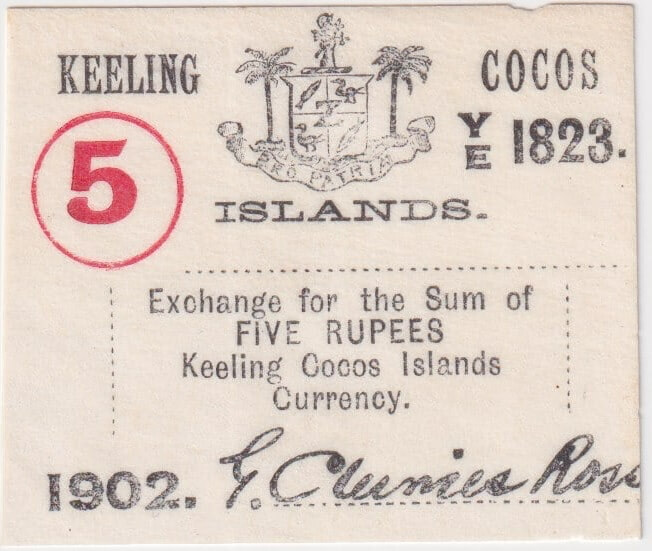 KEELING COCOS
5
YE 1823.
PRO PATRIA
ISLANDS.
Exchange for the Sum of
FIVE RUPEES
Keeling Cocos Islands
Currency.
1902. G. Clunies Ross